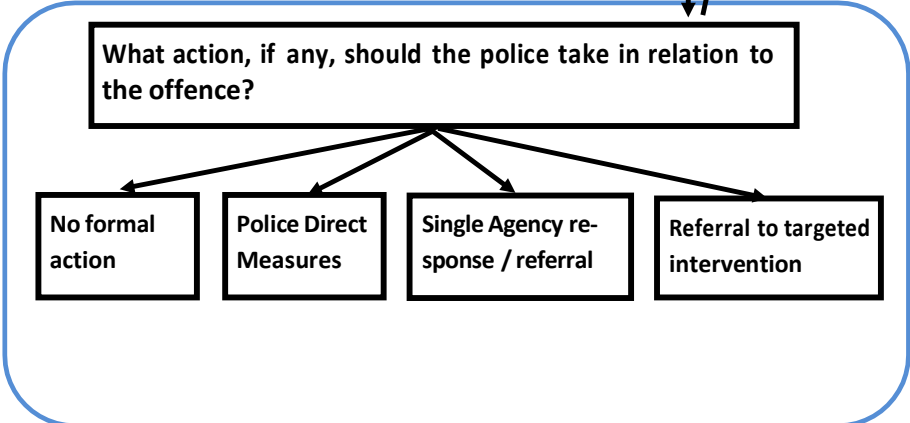 What action, if any, should the police take in relation to
the offence?
No formal
action
Police Direct
Measures
Single Agency re-
sponse / referral
Referral to targeted
intervention